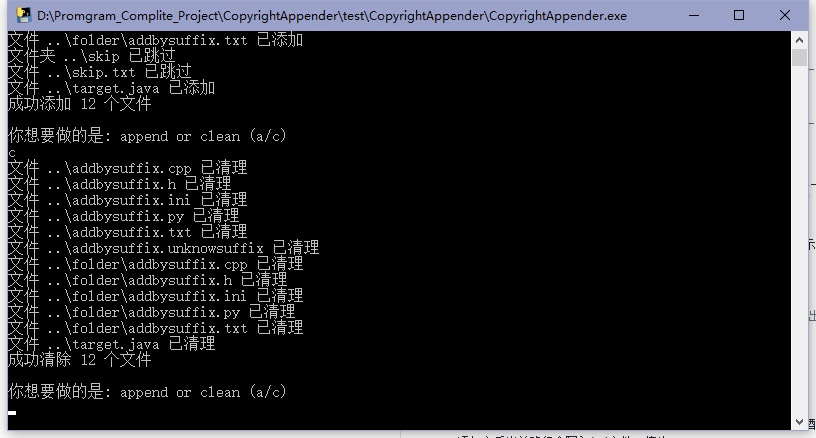 D:\Promgram_Complite_Project\CopyrightAppender\test\CopyrightAppender\CopyrightAppender.exe
文件 ..\folder\addbysuffix.txt 已添加
文件夹 ..\skip 已跳过
文件 ..\skip.txt 已跳过
文件 ..\target.java 已添加
成功添加 12 个文件
你想要做的是: append or clean (a/c)
c
文件 ..\addbysuffix.cpp 已清理
文件 ..\addbysuffix.h 已清理
文件 ..\addbysuffix.ini 已清理
文件 ..\addbysuffix.py 已清理
文件 ..\addbysuffix.txt 已清理
文件 ..\addbysuffix.unknowsuffix 已清理
文件 ..\folder\addbysuffix.cpp 已清理
文件 ..\folder\addbysuffix.h 已清理
文件 ..\folder\addbysuffix.ini 已清理
文件 ..\folder\addbysuffix.py 已清理
文件 ..\folder\addbysuffix.txt 已清理
文件 ..\target.java 已清理
成功清除 12 个文件
你想要做的是: append or clean (a/c)